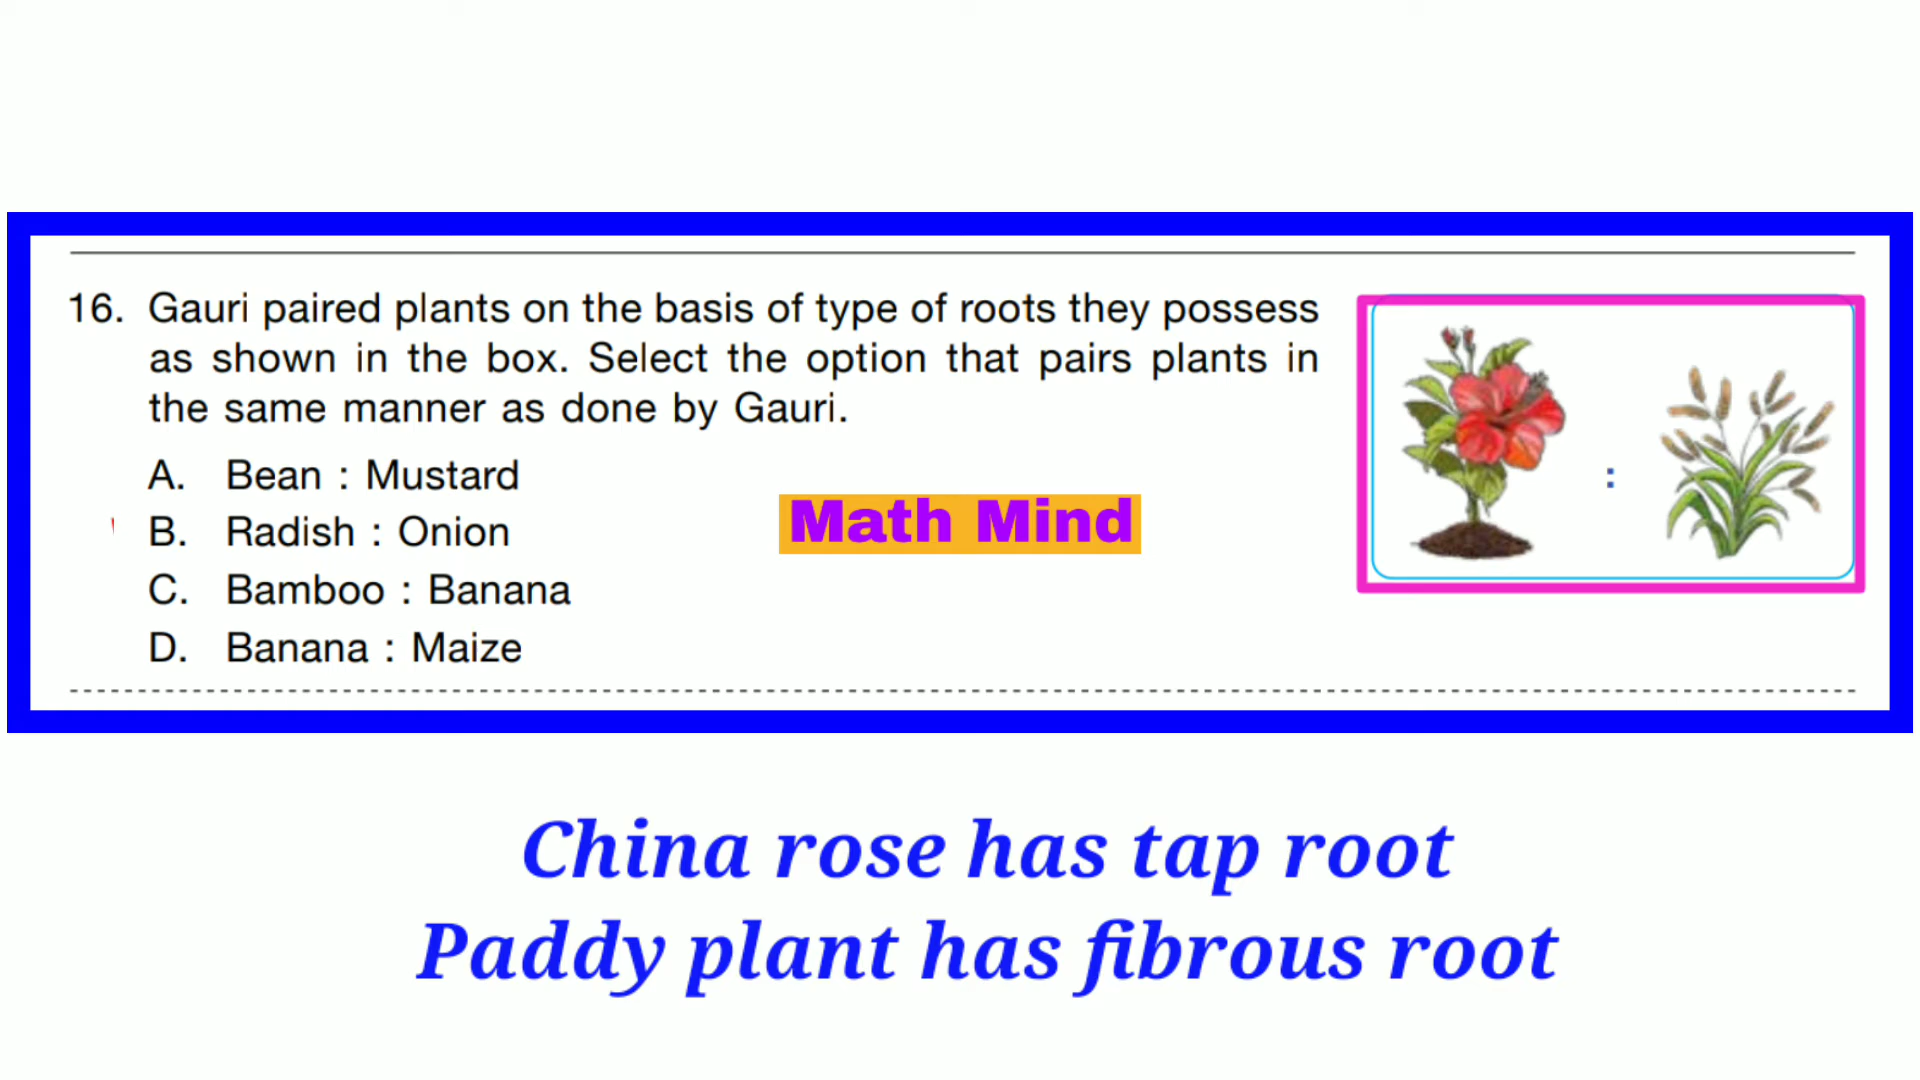 16. Gauri paired plants on the basis of type of roots they possess
as shown in the box. Select the option that pairs plants in
the same manner as done by Gauri.
A. Bean : Mustard
B. Radish : Onion
C. Bamboo : Banana
D. Banana : Maize
Math Mind
:
China rose has tap root
Paddy plant has fibrous root